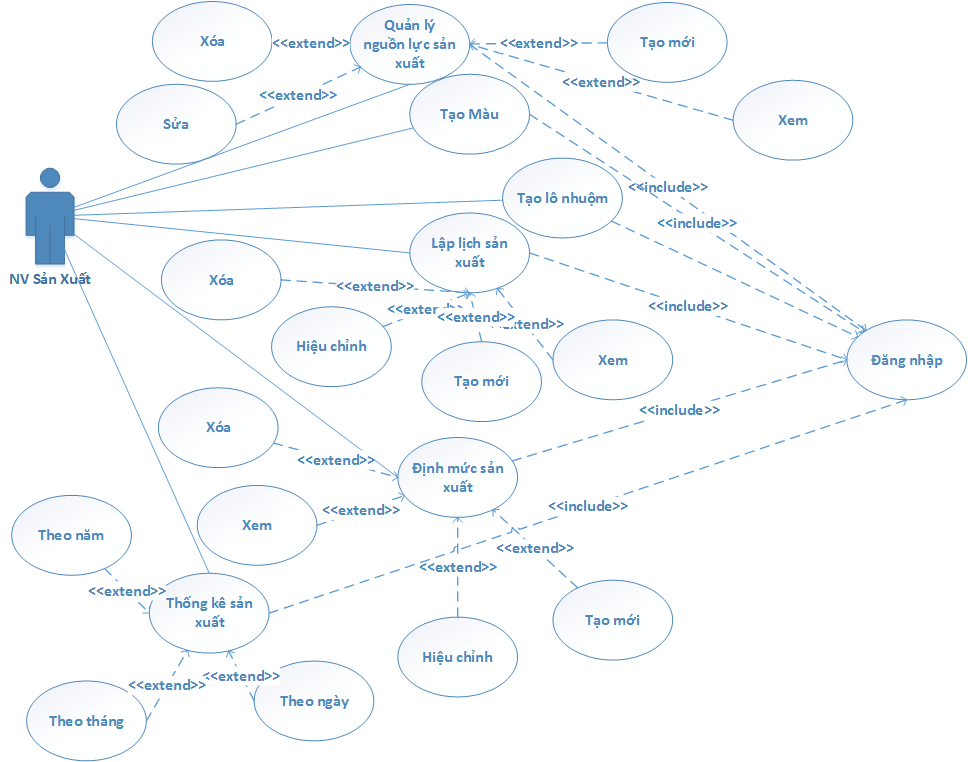 Xóa
<<extend>>
Quản lý
nguồn lực sản
xuất
<<extend>>
Tạo mới
<<extend>>
<<extend>>
Sửa
Tạo Màu
Xem
<<include>>
Tạo lô nhuộm
<<include>>
NV Sản Xuất
Lập lịch sản
xuất
Xóa
<<extend>>
<<extend>>
<<extend>>
<<extend>>
<<include>>
Hiệu chỉnh
Tạo mới
Xem
Đăng nhập
<<include>>
Xóa
<<extend>>
Định mức sản
xuất
Xem
<<extend>>
<<include>>
Theo năm
<<extend>>
<<extend>>
<<extend>>
Thống kê sản
xuất
Tạo mới
Hiệu chỉnh
<<extend>>
<<extend>>
Theo tháng
Theo ngày